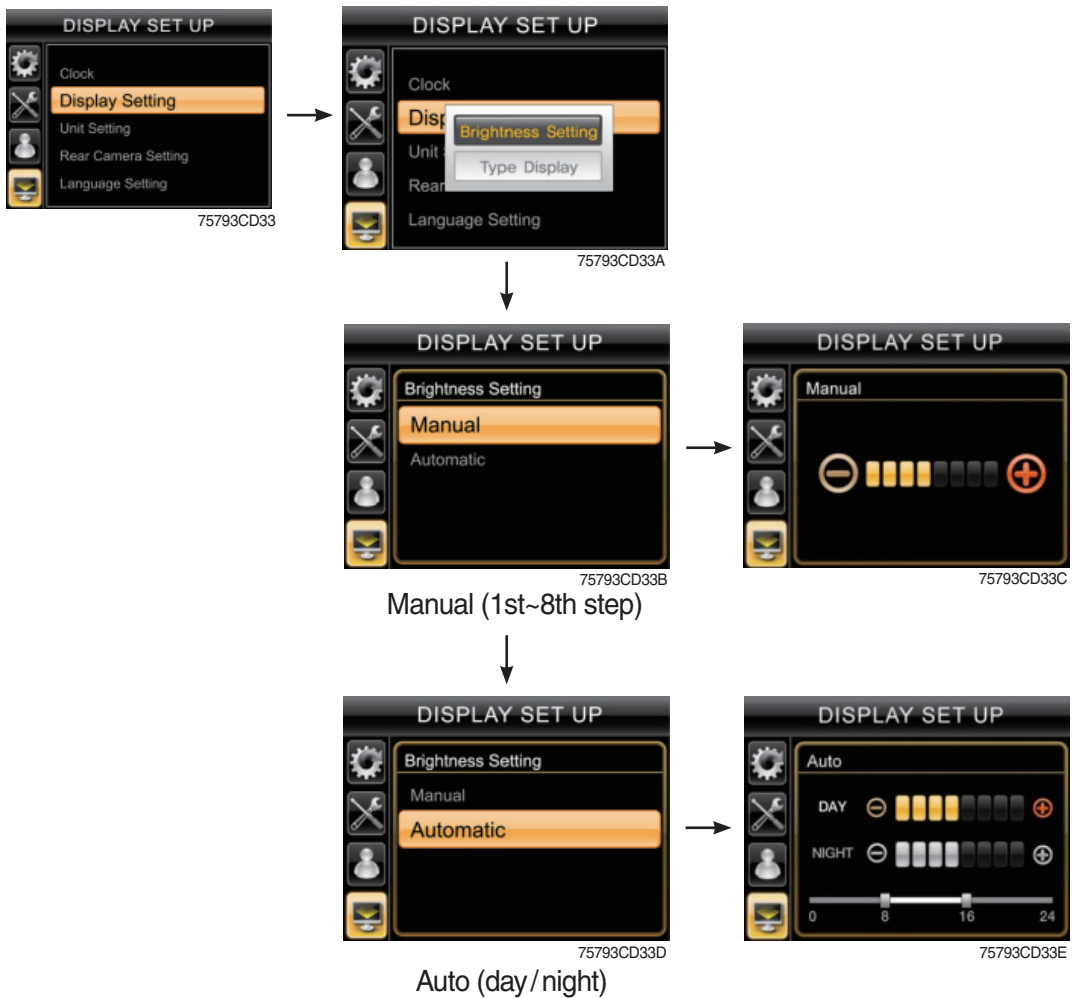 DISPLAY SET UP
Clock
Display Setting
Unit Setting
Rear Camera Setting
Language Setting
75793CD33
DISPLAY SET UP
Clock
Disp
Brightness Setting
Unit
Type Display
Rear
Language Setting
75793CD33A
DISPLAY SET UP
Brightness Setting
Manual
Automatic
75793CD33B
Manual (1st~8th step)
DISPLAY SET UP
Manual
75793CD33C
DISPLAY SET UP
Brightness Setting
Manual
Automatic
75793CD33D
Auto (day/night)
DISPLAY SET UP
Auto
DAY
NIGHT
0 8 16 24
75793CD33E